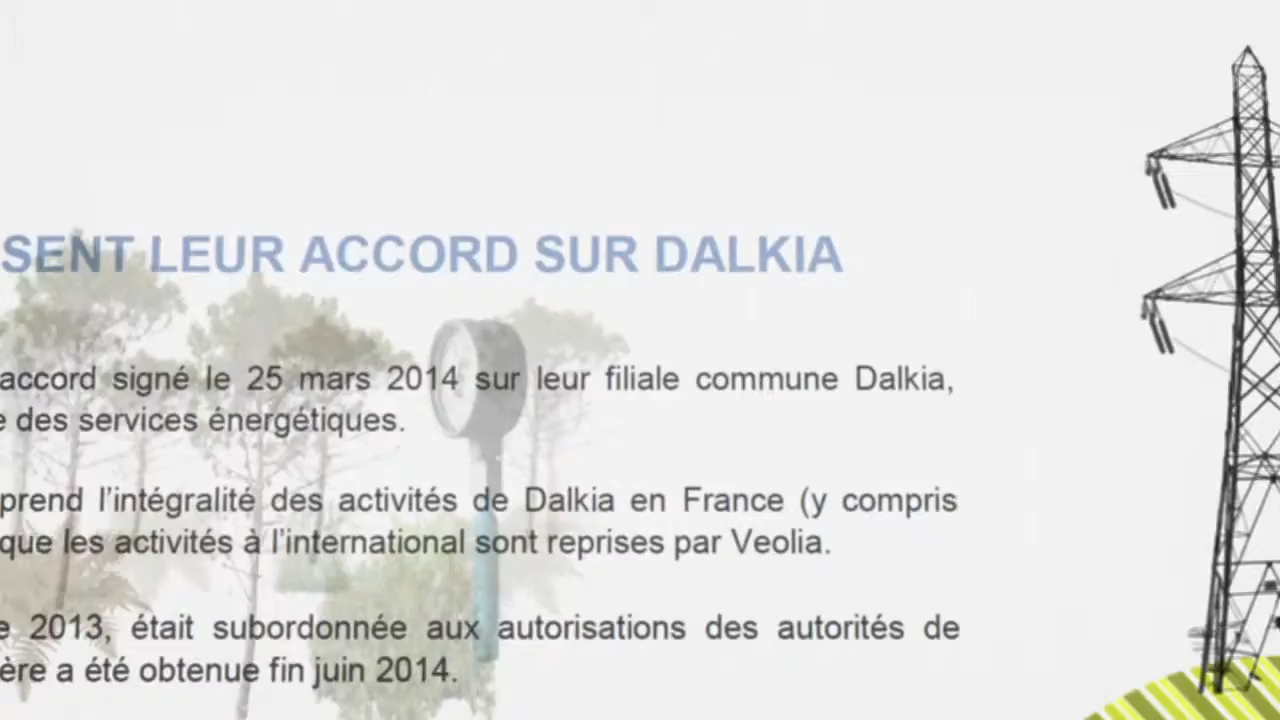 SENT LEUR ACCORD SUR DALKIA
accord signé le 25 mars 2014 sur leur filiale commune Dalkia,
e des services énergétiques.
prend l'intégralité des activités de Dalkia en France (y compris
que les activités à l'international sont reprises par Veolia.
e 2013, était subordonnée aux autorisations des autorités de
ère a été obtenue fin juin 2014.